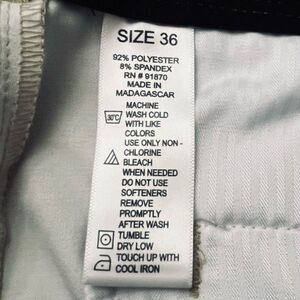 SIZE 36
92% POLYESTER
8% SPANDEX
RN # 91870
MADE IN
MADAGASCAR
MACHINE
30°C WASH COLD
WITH LIKE
COLORS
USE ONLY NON-
CHLORINE
BLEACH
WHEN NEEDED
DO NOT USE
SOFTENERS
REMOVE
PROMPTLY
AFTER WASH
TUMBLE
DRY LOW
TOUCH UP WITH
COOL IRON